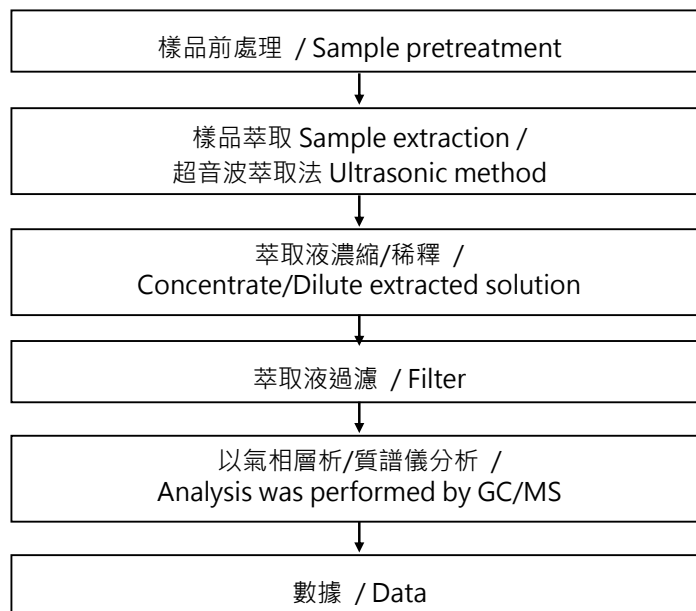 樣品前處理 / Sample pretreatment
樣品萃取 Sample extraction /
超音波萃取法 Ultrasonic method
萃取液濃縮/稀釋 /
Concentrate/Dilute extracted solution
萃取液過濾 / Filter
以氣相層析/質譜儀分析 /
Analysis was performed by GC/MS
數據 / Data